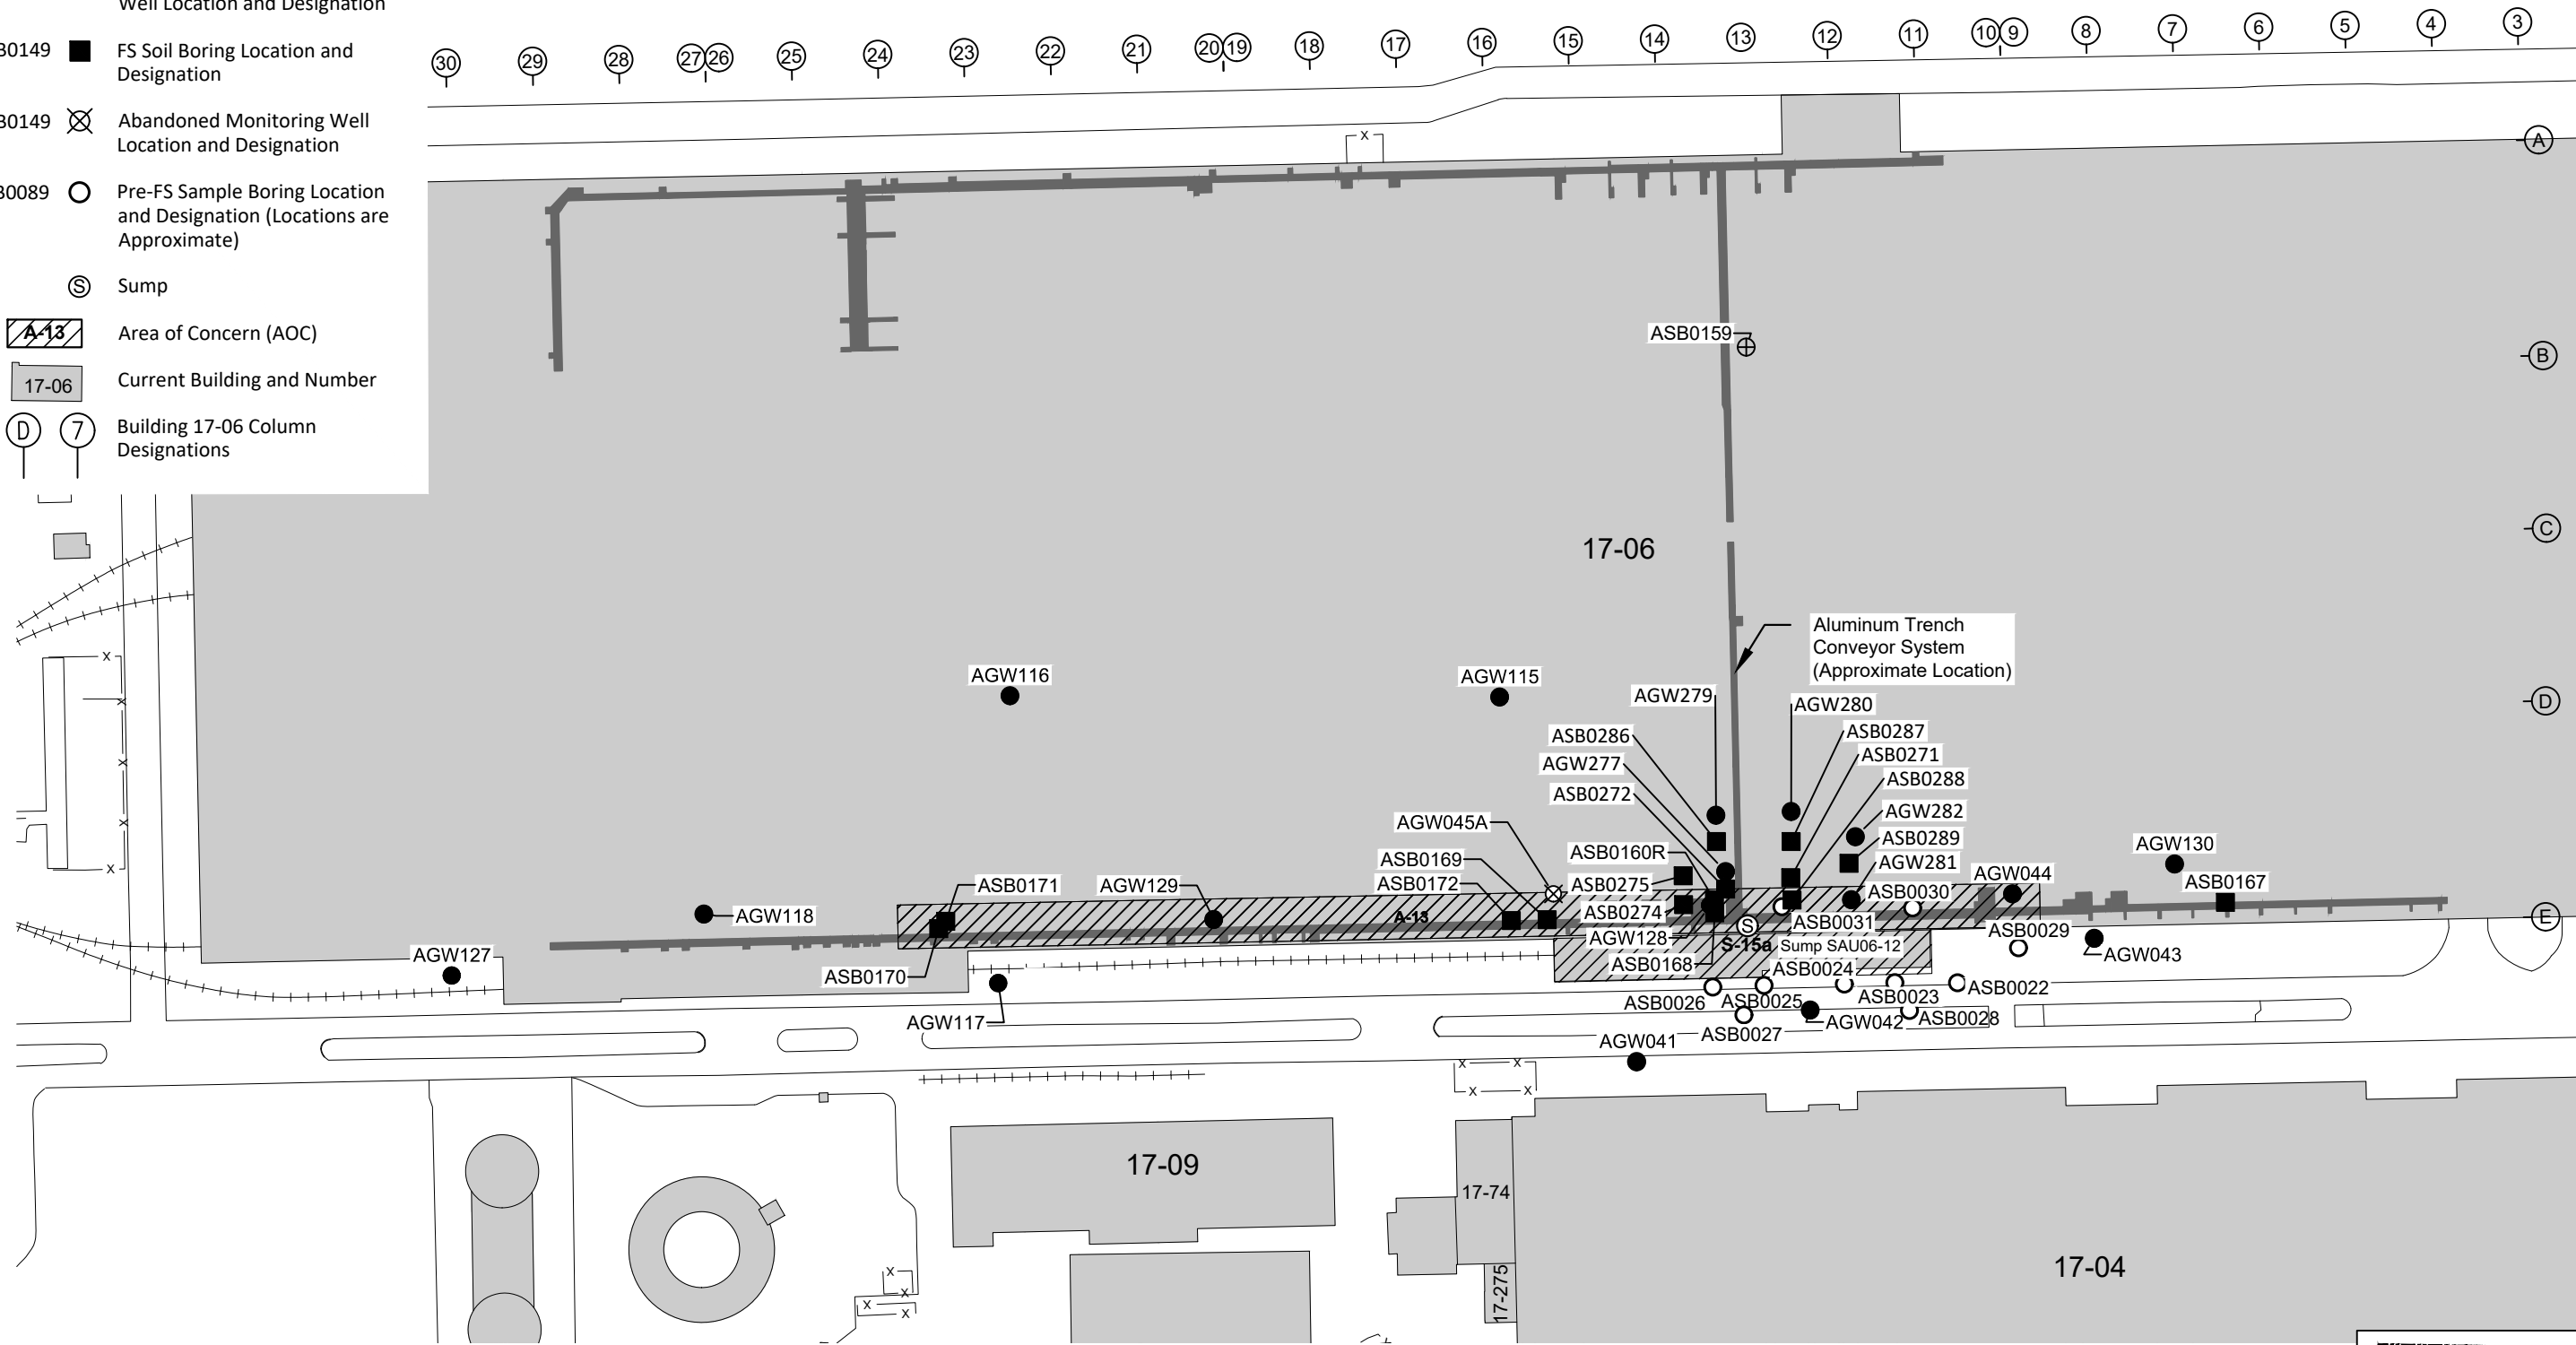 Well Location and Designation
B0149
FS Soil Boring Location and
Designation
B0149
Abandoned Monitoring Well
Location and Designation
B0089
Pre-FS Sample Boring Location
and Designation (Locations are
Approximate)
S
Sump
A-13
Area of Concern (AOC)
17-06
Current Building and Number
D 7
Building 17-06 Column
Designations
30 29 28 27 26 25 24 23 22 21 20 19 18 17 16 15 14 13 12 11 10 9 8 7 6 5 4 3
A
B
C
D
E
ASB0159
17-06
Aluminum Trench
Conveyor System
(Approximate Location)
AGW116
AGW115
AGW279
AGW280
ASB0286
ASB0287
AGW277
ASB0271
ASB0272
ASB0288
AGW045A
AGW282
ASB0169
ASB0160R
ASB0289
AGW130
ASB0172
ASB0275
AGW281
AGW044
ASB0167
ASB0171
AGW129
ASB0030
AGW118
A-13
ASB0274
ASB0031
ASB0029
AGW127
AGW128
S
S-15a
Sump SAU06-12
AGW043
ASB0170
ASB0168
ASB0024
ASB0026
ASB0025
ASB0023
ASB0022
AGW117
ASB0027
AGW042
ASB0028
AGW041
17-09
17-74
17-275
17-04
x
x
x
x
x
x
x
x
x
x
x
x
x
x